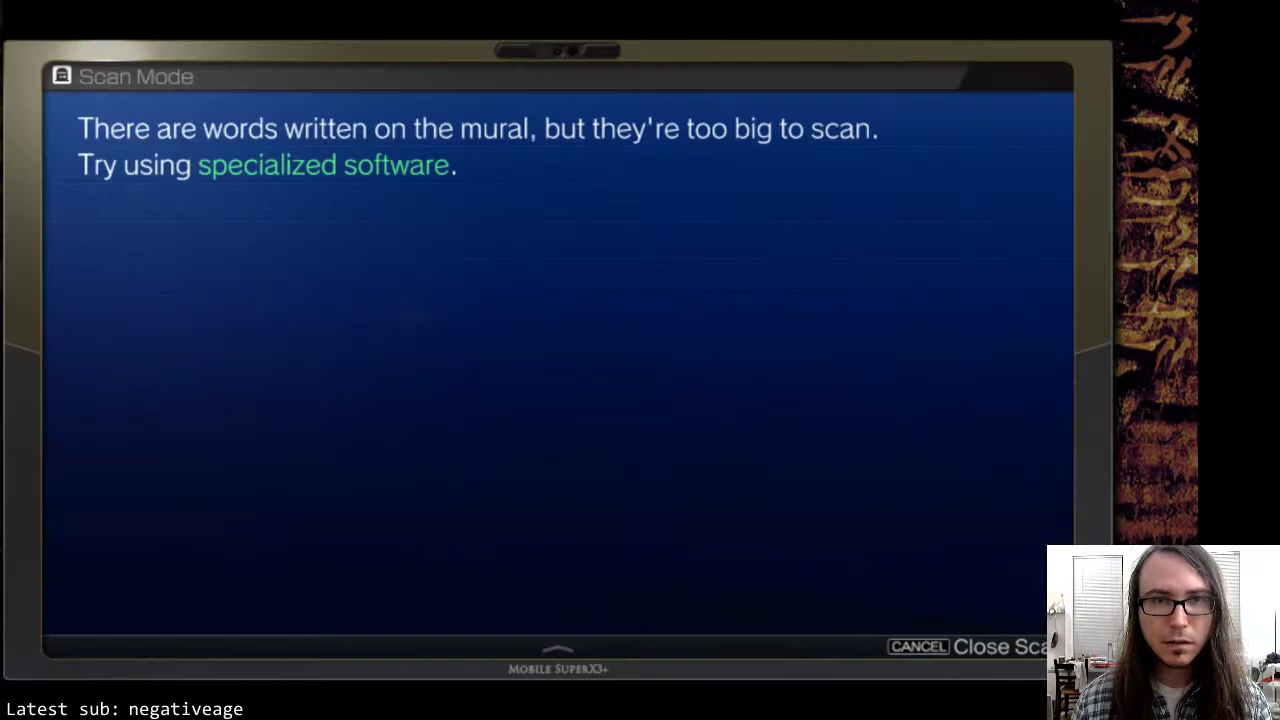 Scan Mode
There are words written on the mural, but they're too big to scan.
Try using specialized software.
CANCEL Close Sca
MOBILE SUPERX3+
Latest sub: negativeage